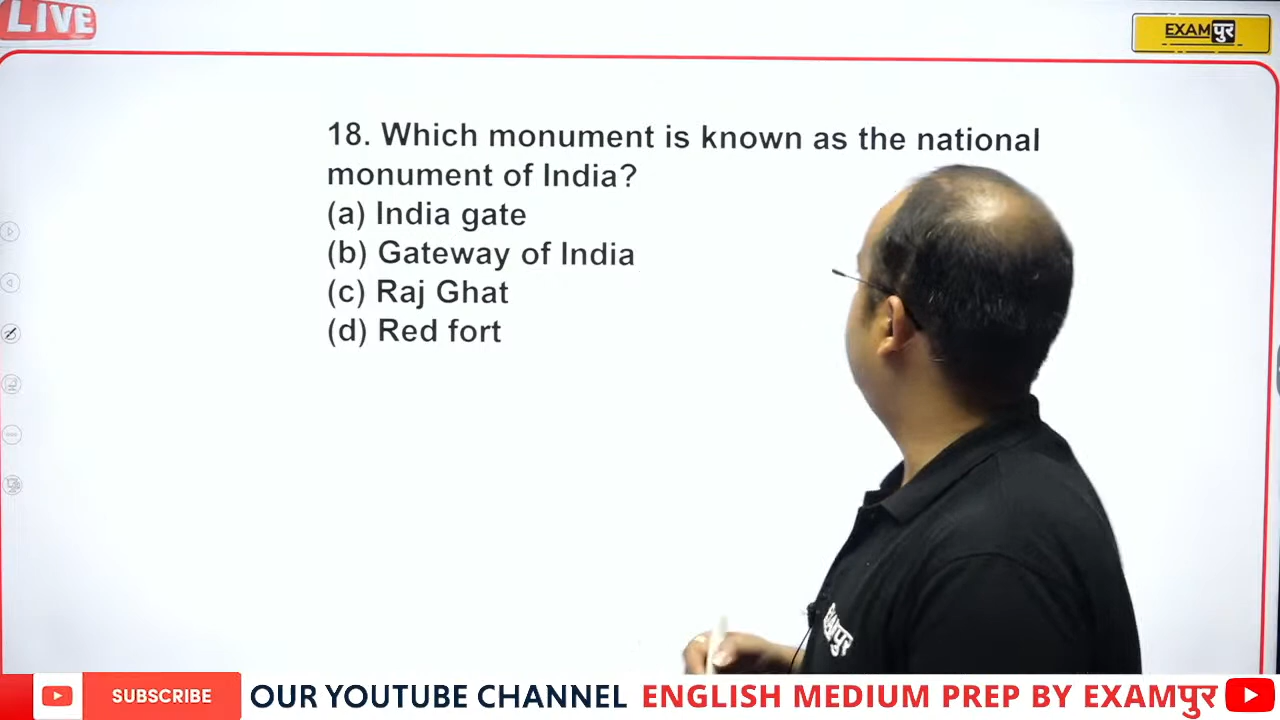 LIVE
EXAMपुर
18. Which monument is known as the national
monument of India?
(a) India gate
(b) Gateway of India
(c) Raj Ghat
(d) Red fort
EXAMपुर
SUBSCRIBE
OUR YOUTUBE CHANNEL ENGLISH MEDIUM PREP BY EXAMपुर